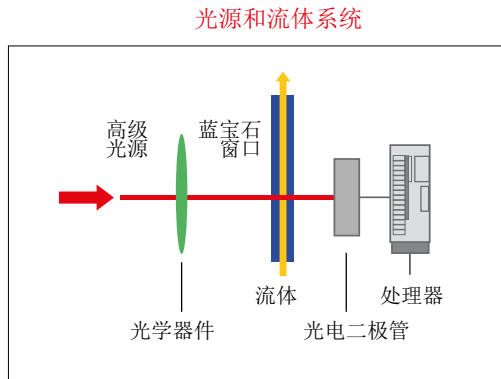 光源和流体系统
高级
光源
蓝宝石
窗口
流体
处理器
光学器件
光电二极管